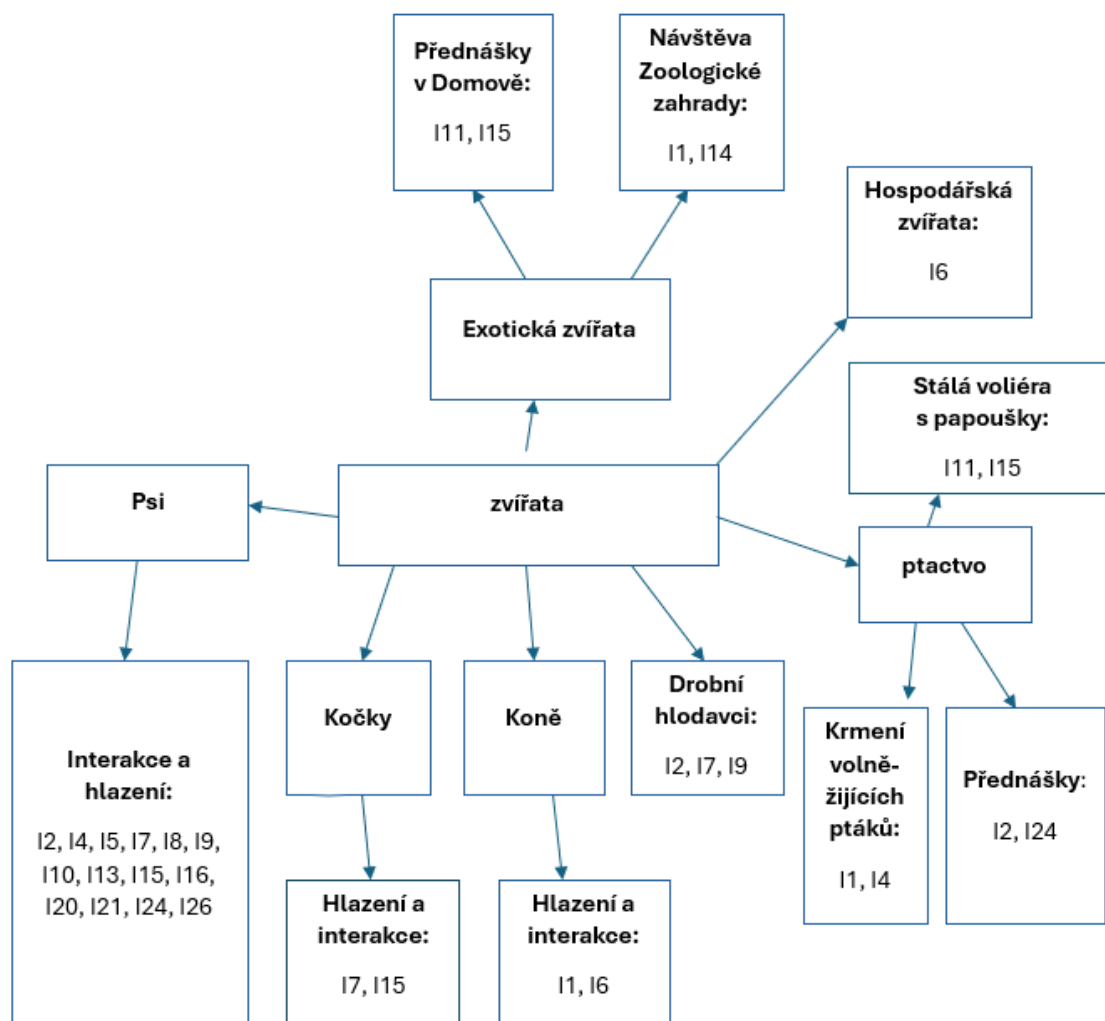 Přednášky
v Domově:
I11, I15
Návštěva
Zoologické
zahrady:
I1, I14
Hospodářská
zvířata:
I6
Exotická zvířata
Stálá voliéra
s papoušky:
I11, I15
Psi
zvířata
ptactvo
Interakce a
hlazení:
I2, I4, I5, I7, I8, I9,
I10, I13, I15, I16,
I20, I21, I24, I26
Kočky
Koně
Drobní
hlodavci:
I2, I7, I9
Krmení
volně-
žijících
ptáků:
I1, I4
Přednášky:
I2, I24
Hlazení a
interakce:
I7, I15
Hlazení a
interakce:
I1, I6